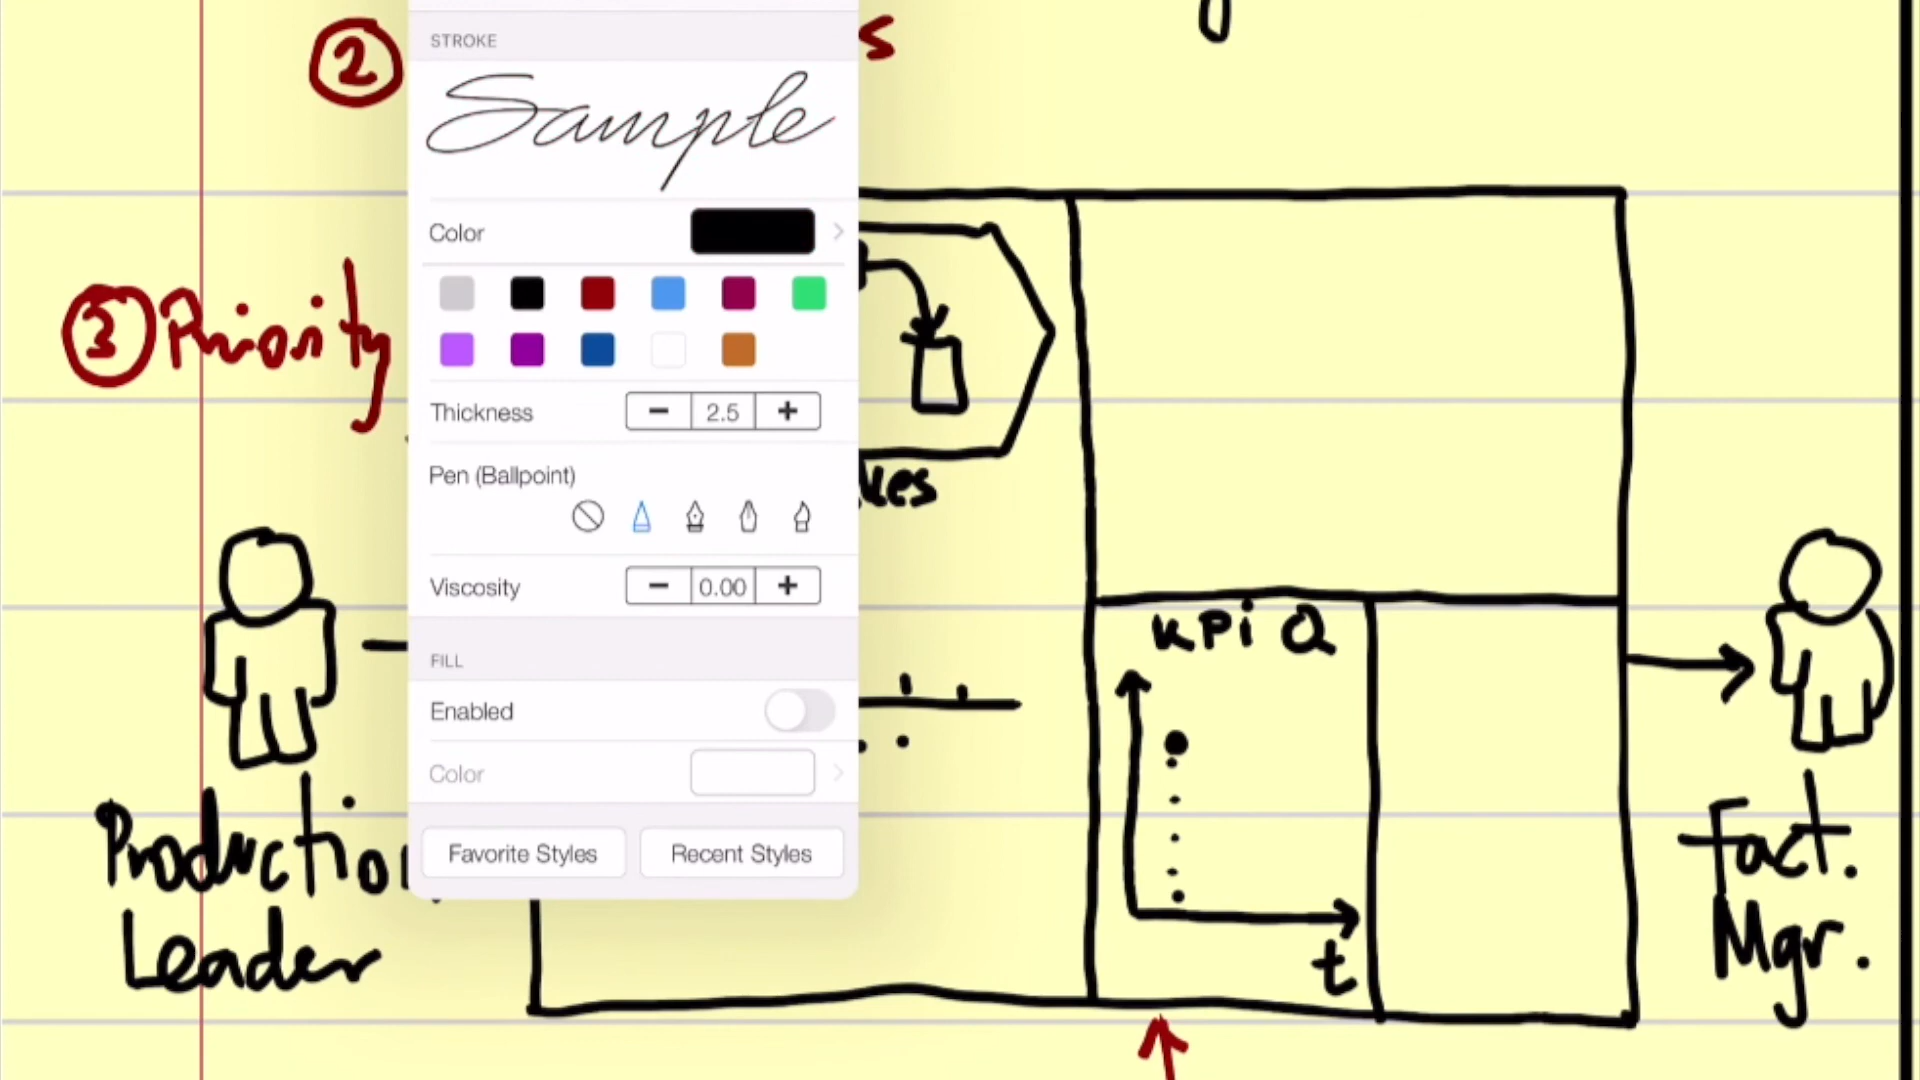 ②
s
STROKE
Sample
Color
③ Priority
Thickness
2.5
Pen (Ballpoint)
kes
Viscosity
0.00
KPi Q
FILL
Enabled
Color
Production
Leader
Fact.
Mgr.
Favorite Styles
Recent Styles
t